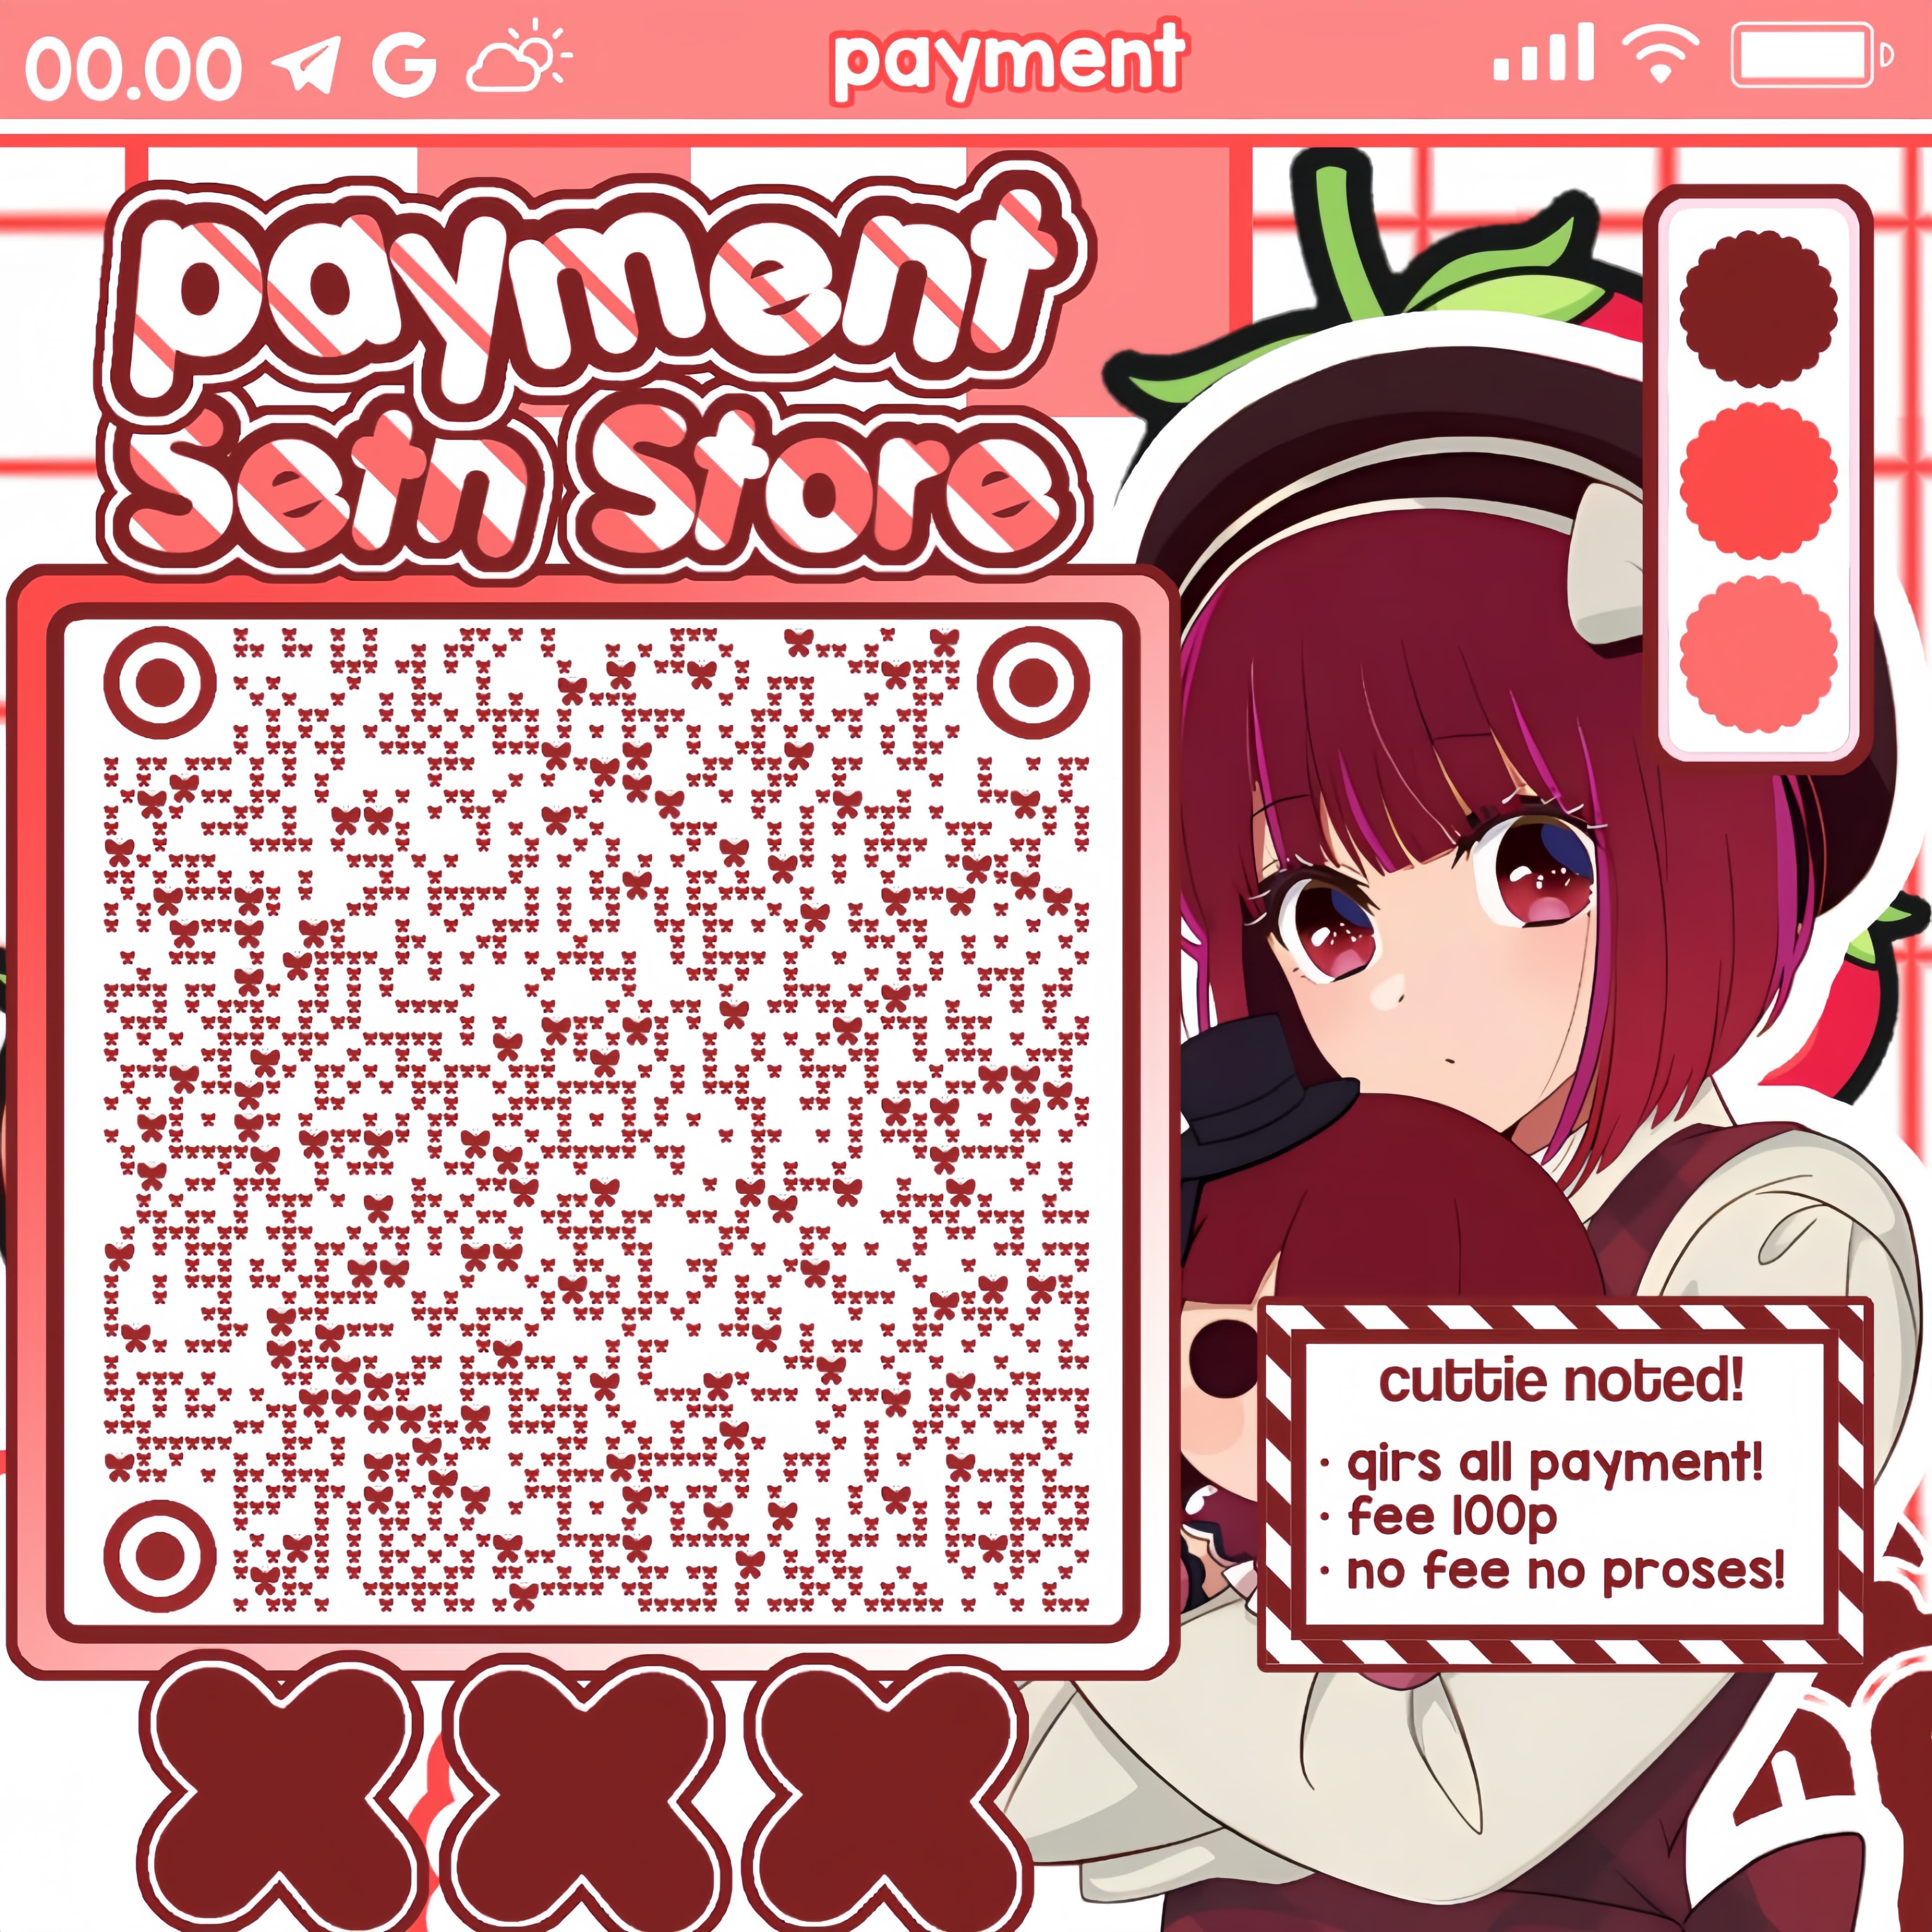 00.00
G
payment
payment
Setn Store
cuttie noted!
· qirs all payment!
· fee 100p
· no fee no proses!